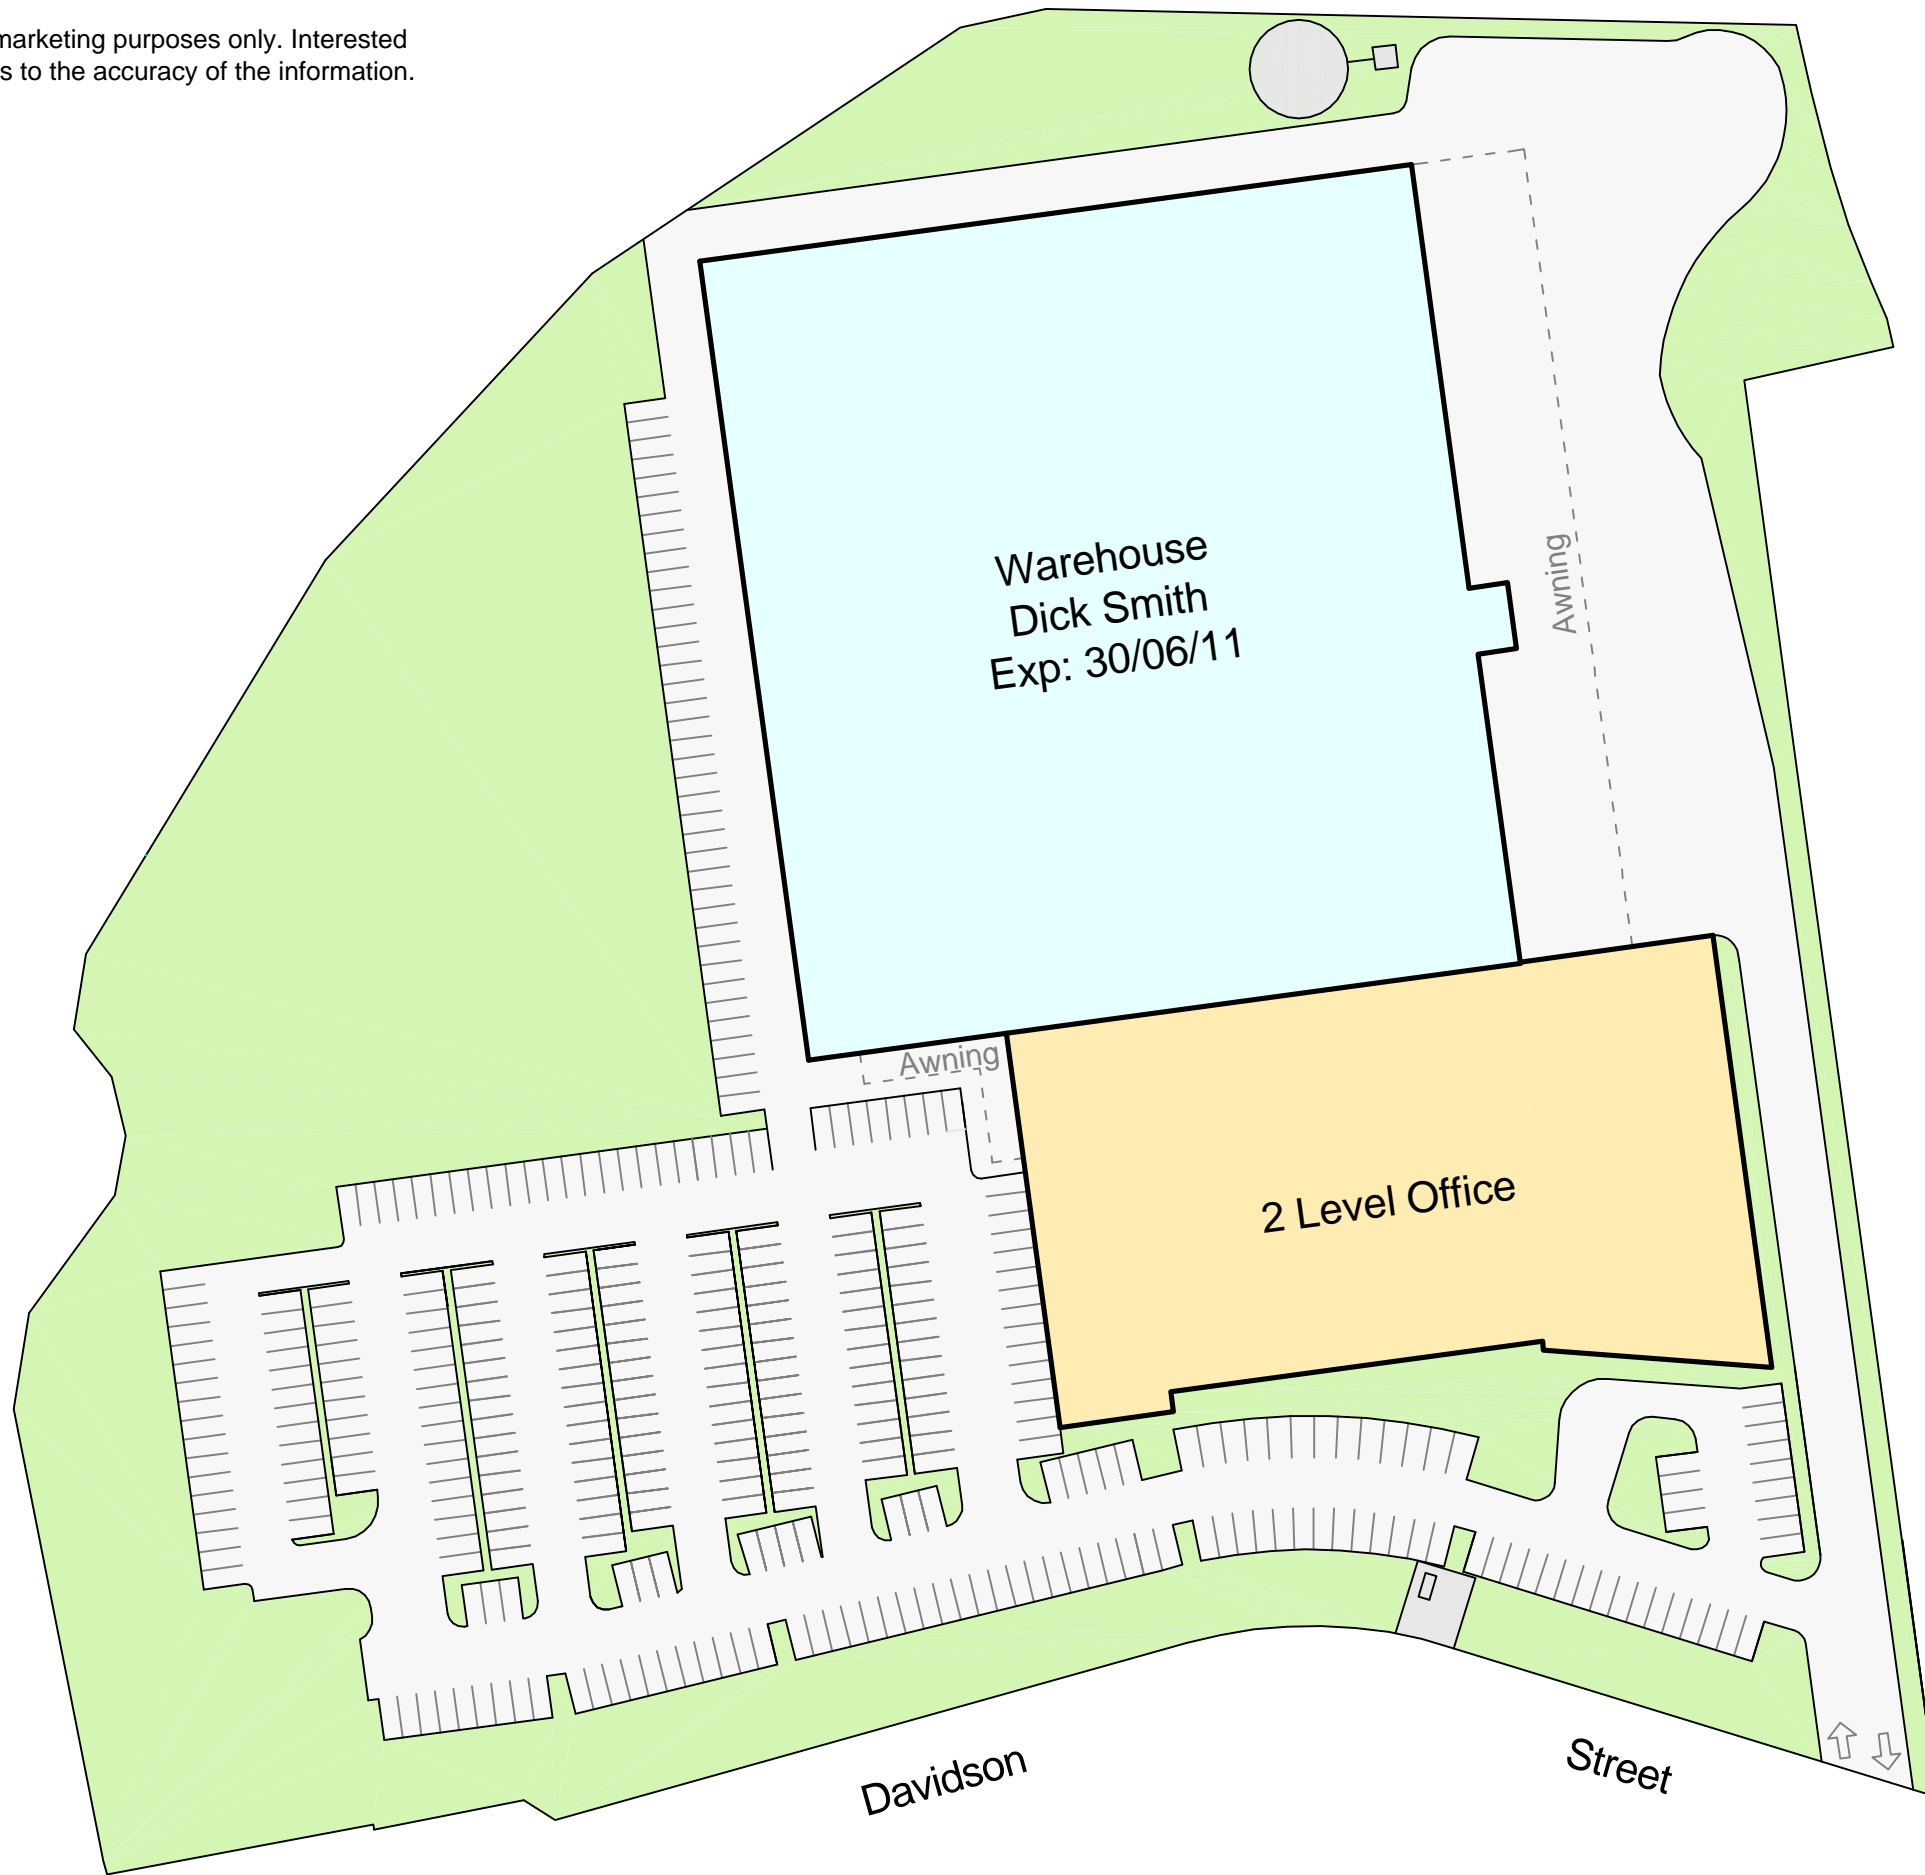 marketing purposes only. Interested
s to the accuracy of the information.
Warehouse
Dick Smith
Exp: 30/06/11
Awning
Awning
2 Level Office
Davidson Street